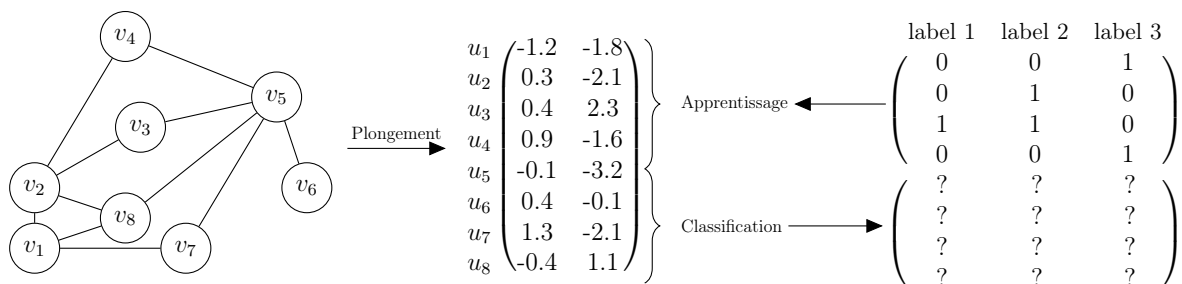 v4
v5
v3
v2
v6
v8
v1
v7
Plongement
u1 -1.2 -1.8
u2 0.3 -2.1
u3 0.4 2.3
u4 0.9 -1.6
u5 -0.1 -3.2
u6 0.4 -0.1
u7 1.3 -2.1
u8 -0.4 1.1
Apprentissage
Classification
label 1 label 2 label 3
0 0 1
0 1 0
1 1 0
0 0 1
? ? ?
? ? ?
? ? ?
? ? ?